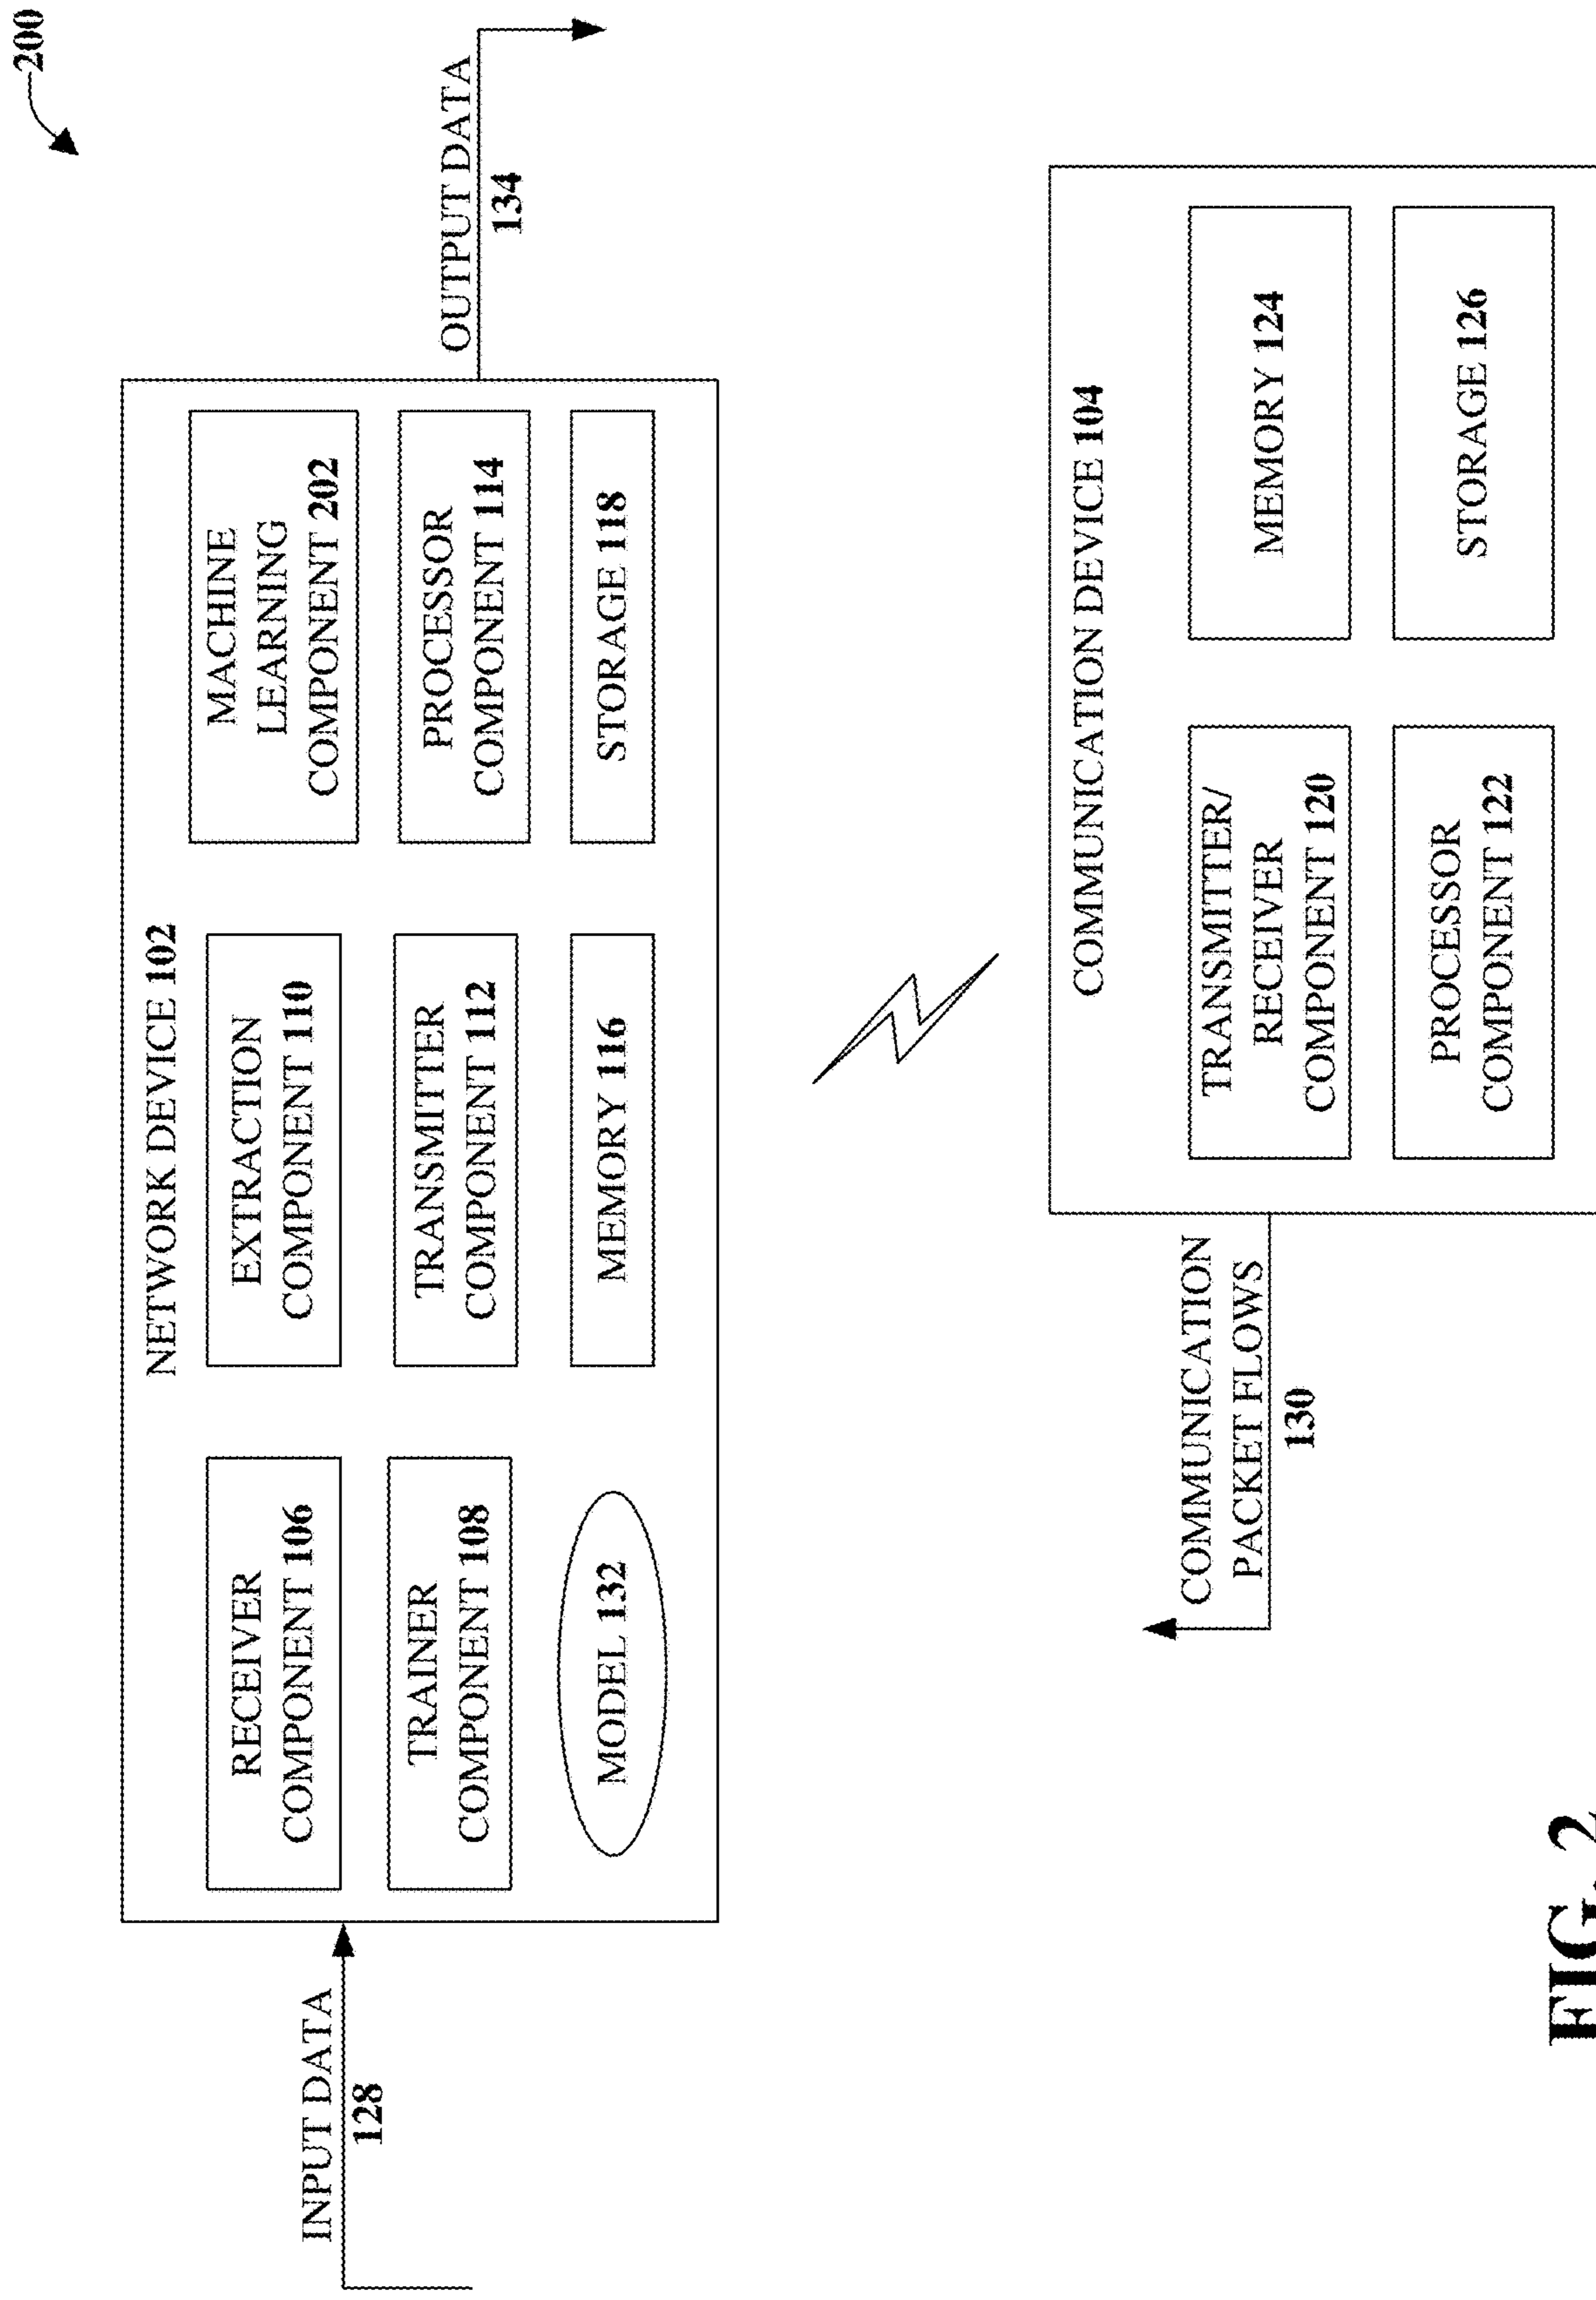 200
NETWORK DEVICE 102
RECEIVER
COMPONENT 106
EXTRACTION
COMPONENT 110
MACHINE
LEARNING
COMPONENT 202
INPUT DATA
128
TRAINER
COMPONENT 108
TRANSMITTER
COMPONENT 112
PROCESSOR
COMPONENT 114
OUTPUT DATA
134
MODEL 132
MEMORY 116
STORAGE 118
COMMUNICATION DEVICE 104
COMMUNICATION
PACKET FLOWS
130
TRANSMITTER/
RECEIVER
COMPONENT 120
MEMORY 124
PROCESSOR
COMPONENT 122
STORAGE 126
FIG. 2